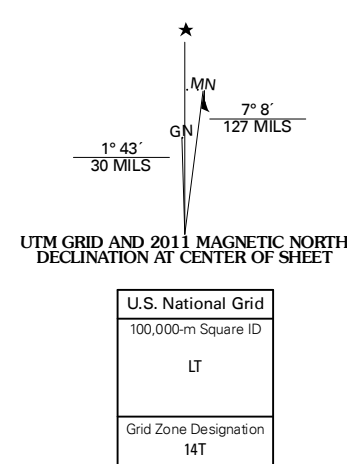 MN
GN
7° 8´
127 MILS
1° 43´
30 MILS
UTM GRID AND 2011 MAGNETIC NORTH
DECLINATION AT CENTER OF SHEET
U.S. National Grid
100,000-m Square ID
LT
Grid Zone Designation
14T